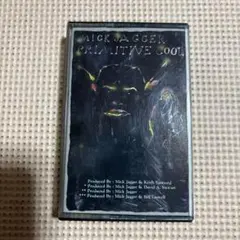 MICK JAGGER
PRIMITIVE COOL
Produced By : Mick Jagger & Keith Diamond
* Produced By : Mick Jagger & David A. Stewart
** Produced By : Mick Jagger
*** Produced By : Mick Jagger & Bill Laswell